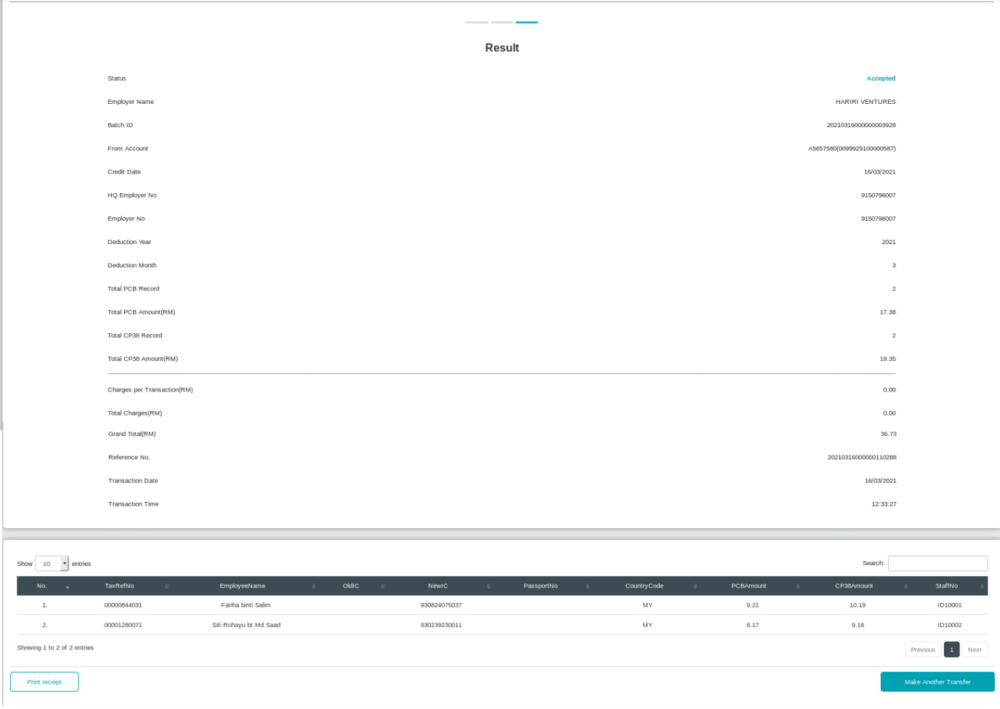 Result
Status Accepted
Employer Name HARIRI VENTURES
Batch ID 20210316000000003928
From Account A5657580(0099929100000587)
Credit Date 16/03/2021
HQ Employer No 9150796007
Employer No 9150796007
Deduction Year 2021
Deduction Month 3
Total PCB Record 2
Total PCB Amount(RM) 17.38
Total CP38 Record 2
Total CP38 Amount(RM) 19.35
Charges per Transaction(RM) 0.00
Total Charges(RM) 0.00
Grand Total(RM) 36.73
Reference No. 20210316000000110288
Transaction Date 16/03/2021
Transaction Time 12:33:27
Show 10 entries Search:
No. TaxRefNo EmployeeName OldIC NewIC PassportNo CountryCode PCBAmount CP38Amount StaffNo
1. 00000844031 Fariha binti Salim 930824075037 MY 9.21 10.19 ID10001
2. 00001280071 Siti Rohayu bt Md Saad 930239230011 MY 8.17 9.16 ID10002
Showing 1 to 2 of 2 entries Previous 1 Next
Print receipt Make Another Transfer